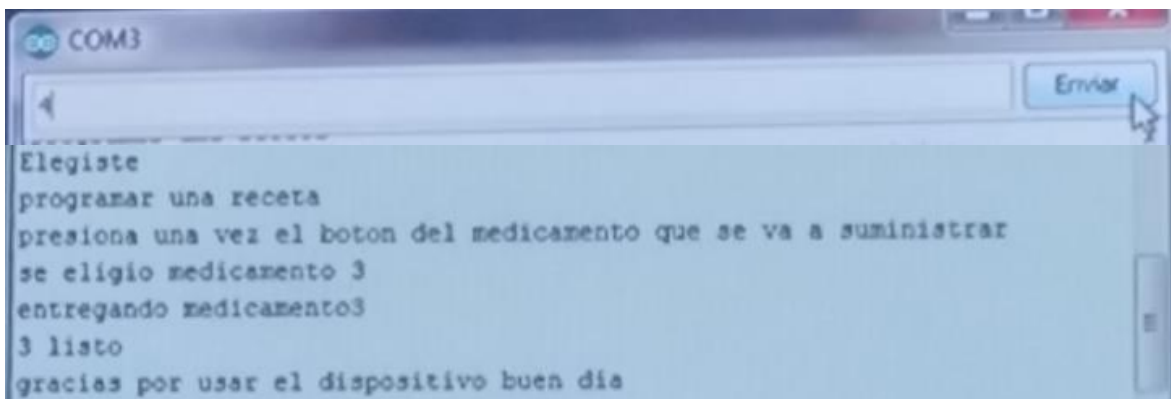 COM3
Enviar
Elegiste
programar una receta
presiona una vez el boton del medicamento que se va a suministrar
se eligio medicamento 3
entregando medicamento3
3 listo
gracias por usar el dispositivo buen dia